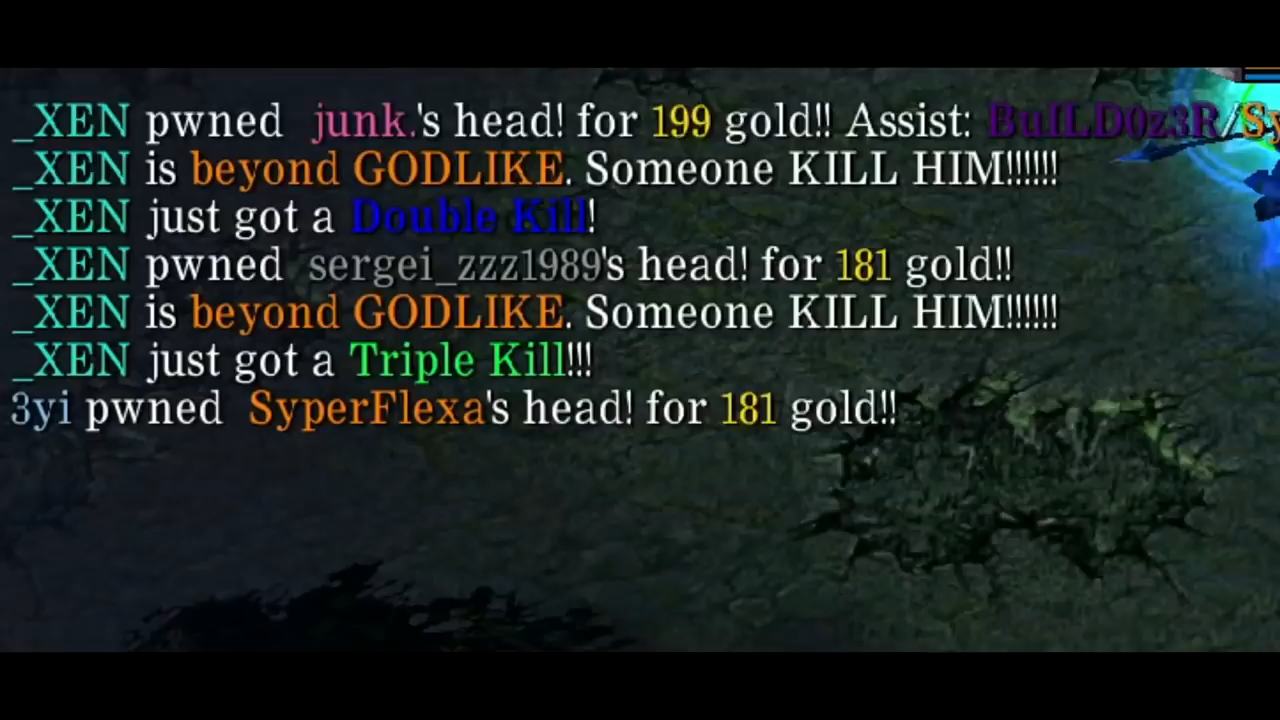 _XEN pwned junk.'s head! for 199 gold!! Assist: BuILD0z3R/Sy
_XEN is beyond GODLIKE. Someone KILL HIM!!!!!!
_XEN just got a Double Kill!
_XEN pwned sergei_zzz1989's head! for 181 gold!!
_XEN is beyond GODLIKE. Someone KILL HIM!!!!!!
_XEN just got a Triple Kill!!!
3yi pwned SyperFlexa's head! for 181 gold!!